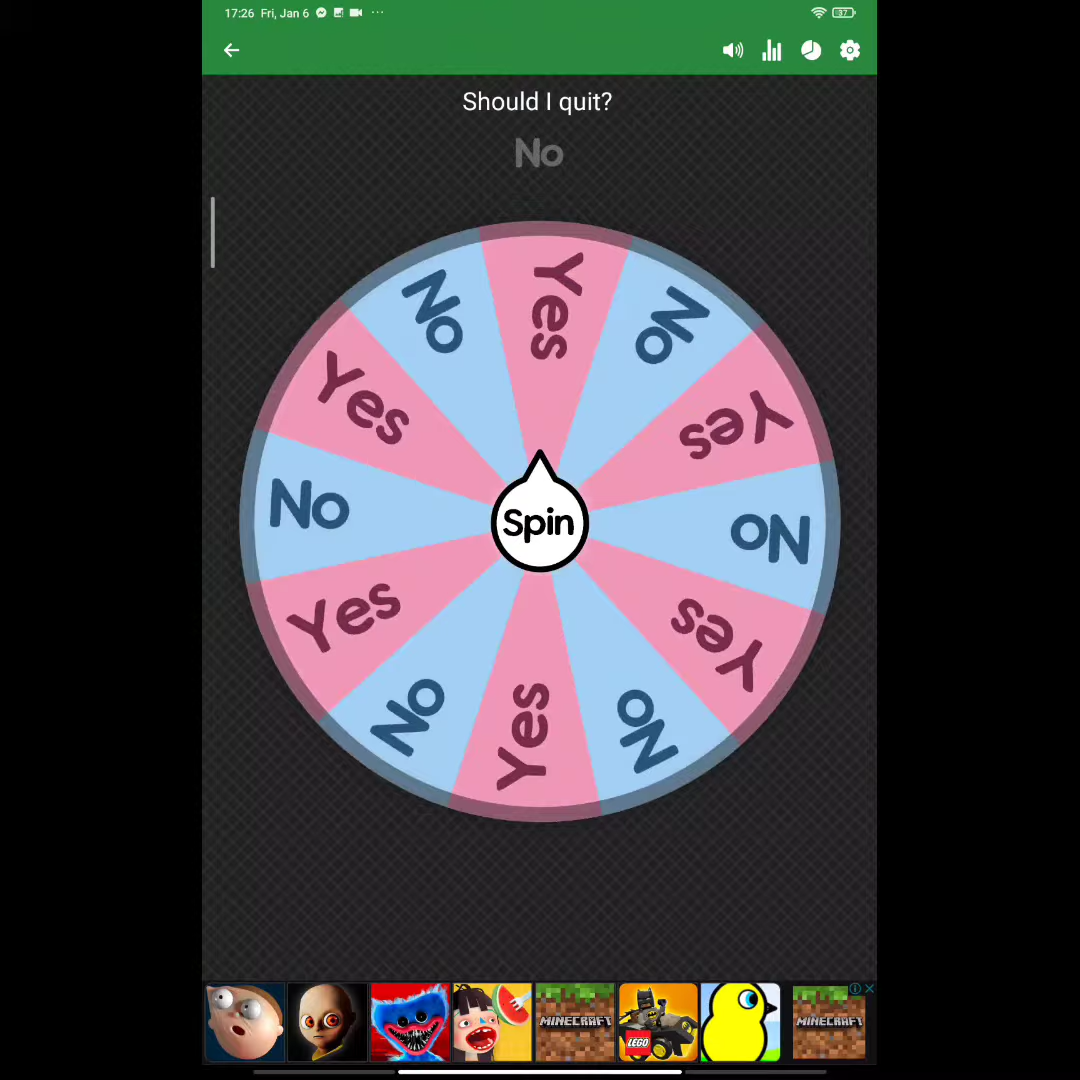 17:26 Fri, Jan 6
37
Should I quit?
No
Yes
No
No
Yes
Yes
No
No
Spin
Yes
Yes
No
No
Yes
MINECRAFT
LEGO
MINECRAFT